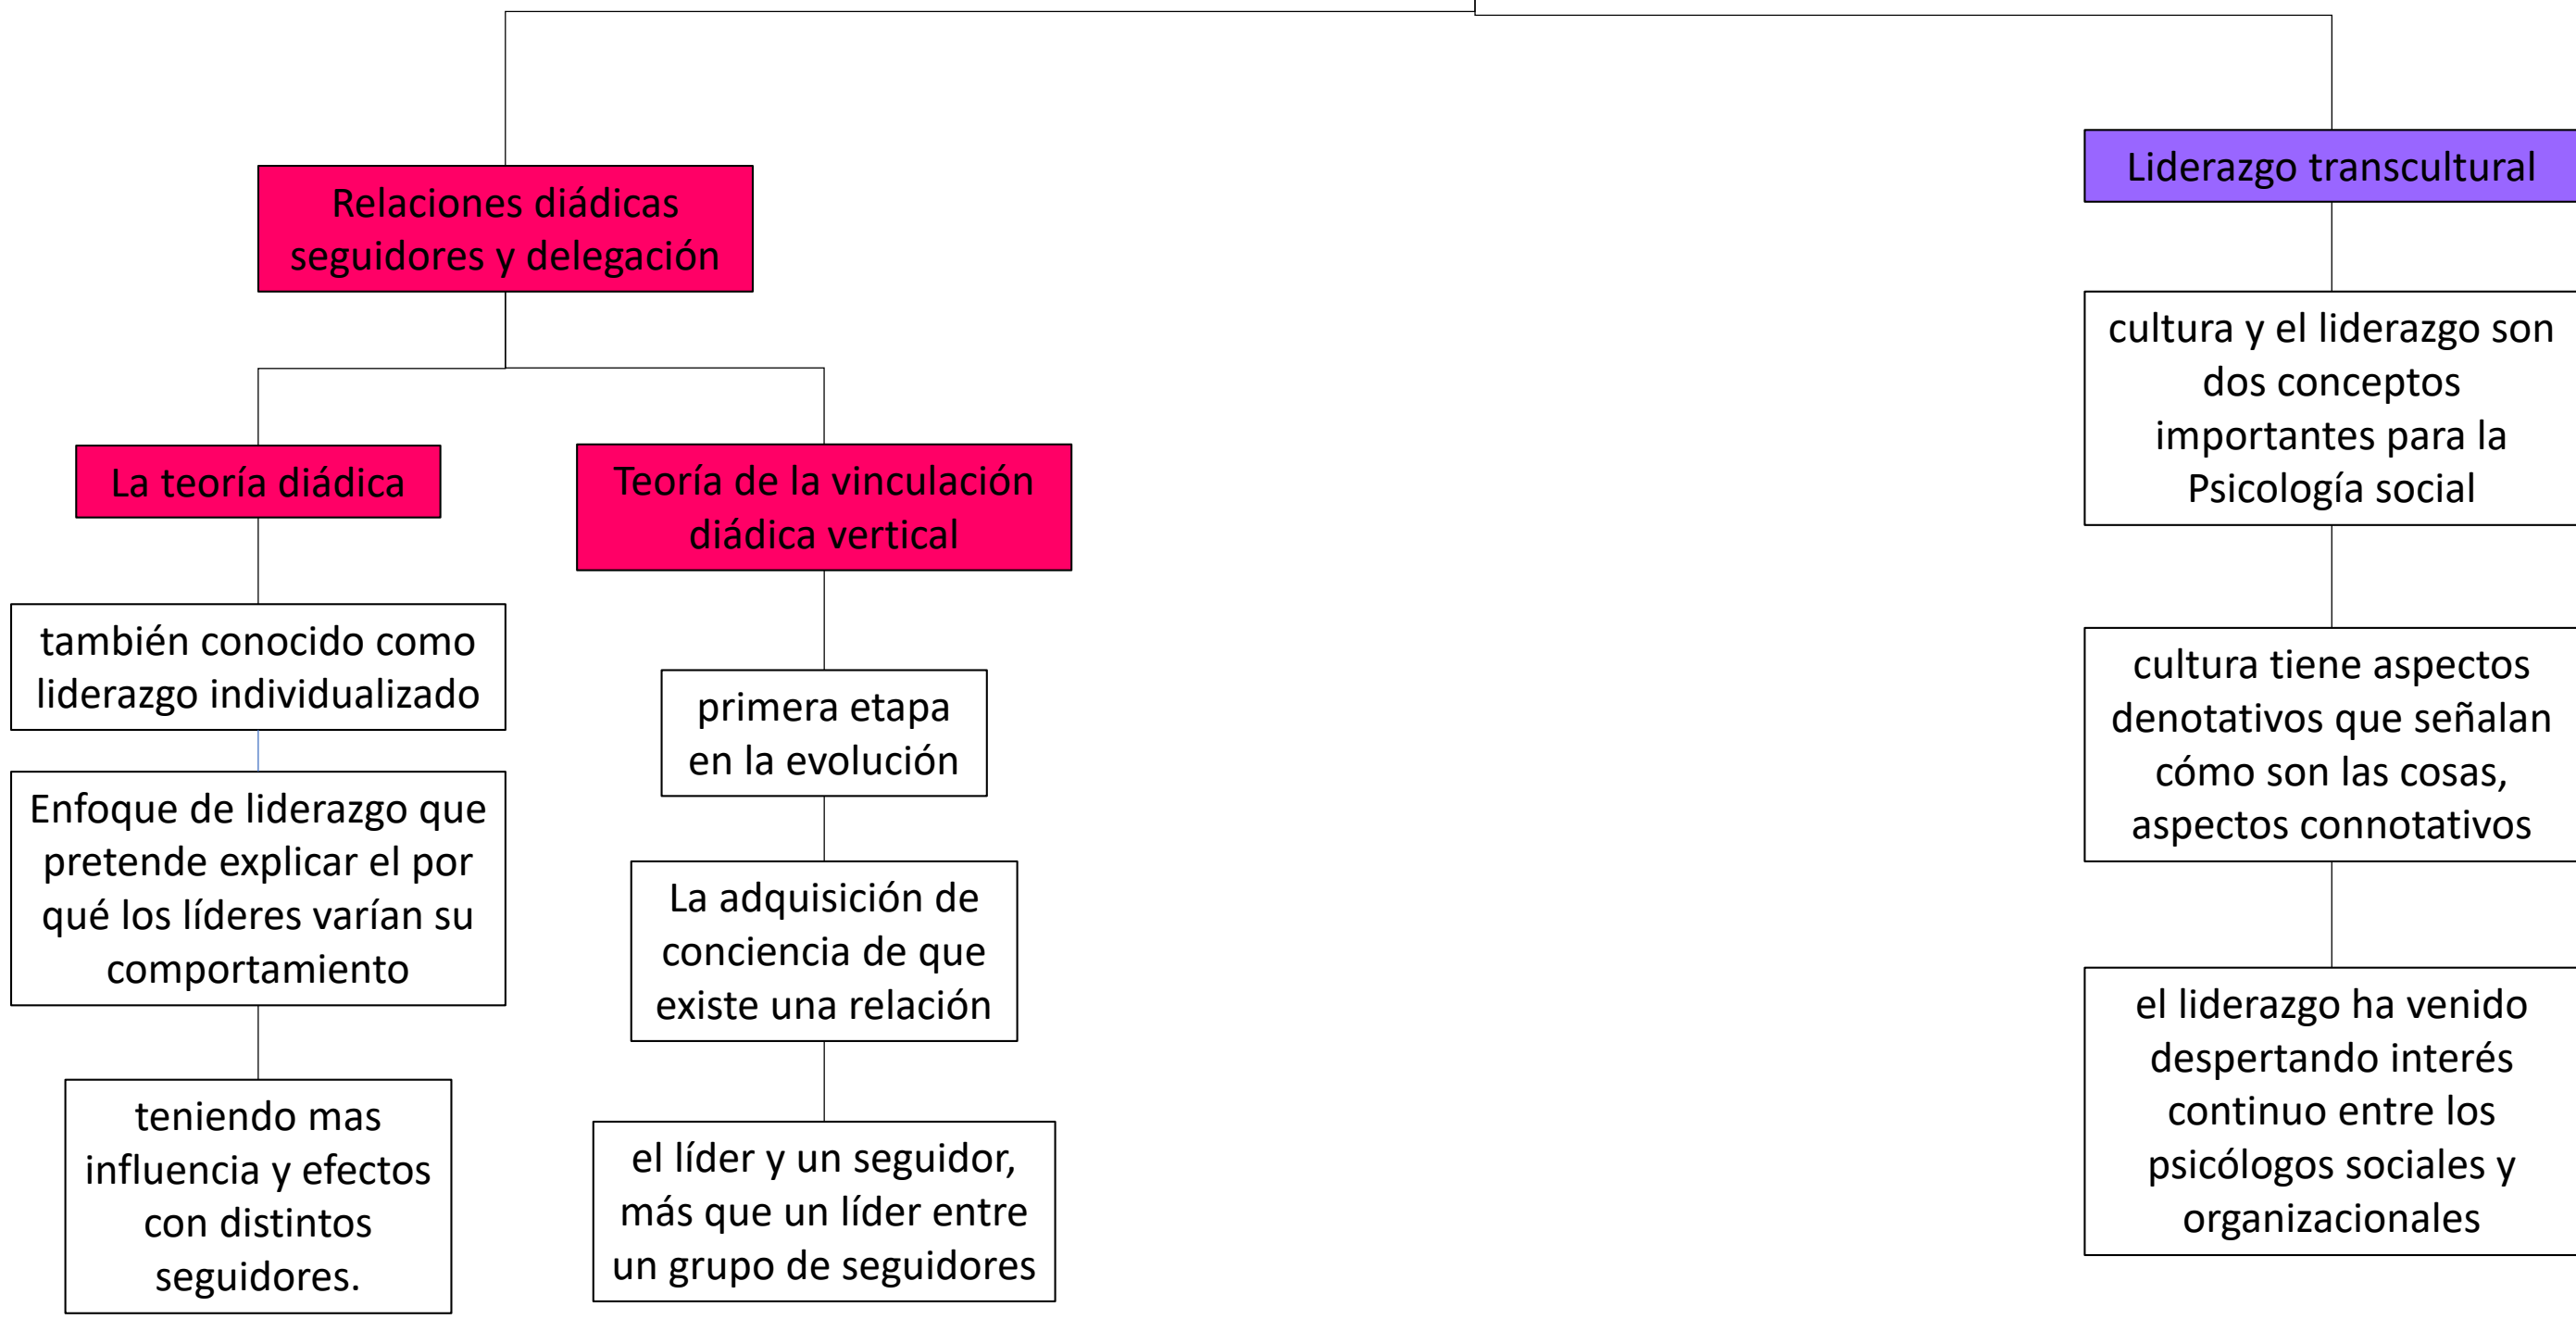 Relaciones diádicas
seguidores y delegación
La teoría diádica
también conocido como
liderazgo individualizado
Enfoque de liderazgo que
pretende explicar el por
qué los líderes varían su
comportamiento
teniendo mas
influencia y efectos
con distintos
seguidores.
Teoría de la vinculación
diádica vertical
primera etapa
en la evolución
La adquisición de
conciencia de que
existe una relación
el líder y un seguidor,
más que un líder entre
un grupo de seguidores
Liderazgo transcultural
cultura y el liderazgo son
dos conceptos
importantes para la
Psicología social
cultura tiene aspectos
denotativos que señalan
cómo son las cosas,
aspectos connotativos
el liderazgo ha venido
despertando interés
continuo entre los
psicólogos sociales y
organizacionales